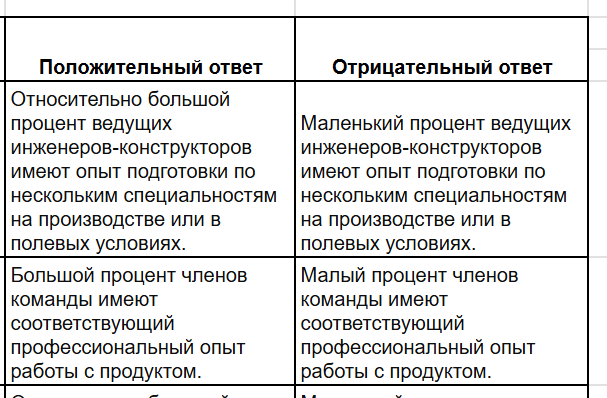 Положительный ответ
Отрицательный ответ
Относительно большой
процент ведущих
инженеров-конструкторов
имеют опыт подготовки по
нескольким специальностям
на производстве или в
полевых условиях.
Маленький процент ведущих
инженеров-конструкторов
имеют опыт подготовки по
нескольким специальностям
на производстве или в
полевых условиях.
Большой процент членов
команды имеют
соответствующий
профессиональный опыт
работы с продуктом.
Малый процент членов
команды имеют
соответствующий
профессиональный опыт
работы с продуктом.